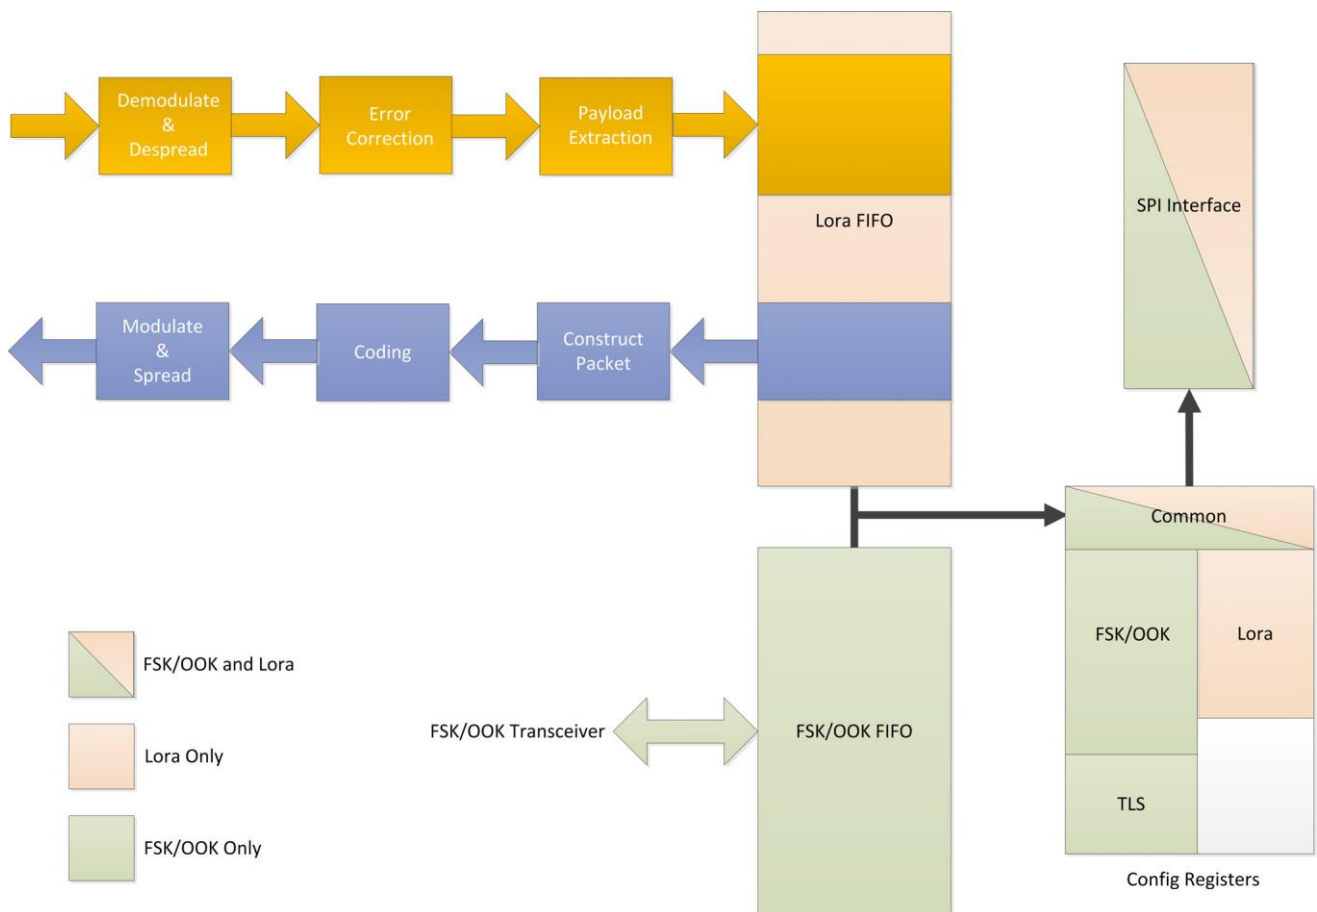 Demodulate
&
Despread
Error
Correction
Payload
Extraction
Lora FIFO
SPI Interface
Modulate
&
Spread
Coding
Construct
Packet
Common
FSK/OOK
Lora
TLS
Config Registers
FSK/OOK Transceiver
FSK/OOK FIFO
FSK/OOK and Lora
Lora Only
FSK/OOK Only